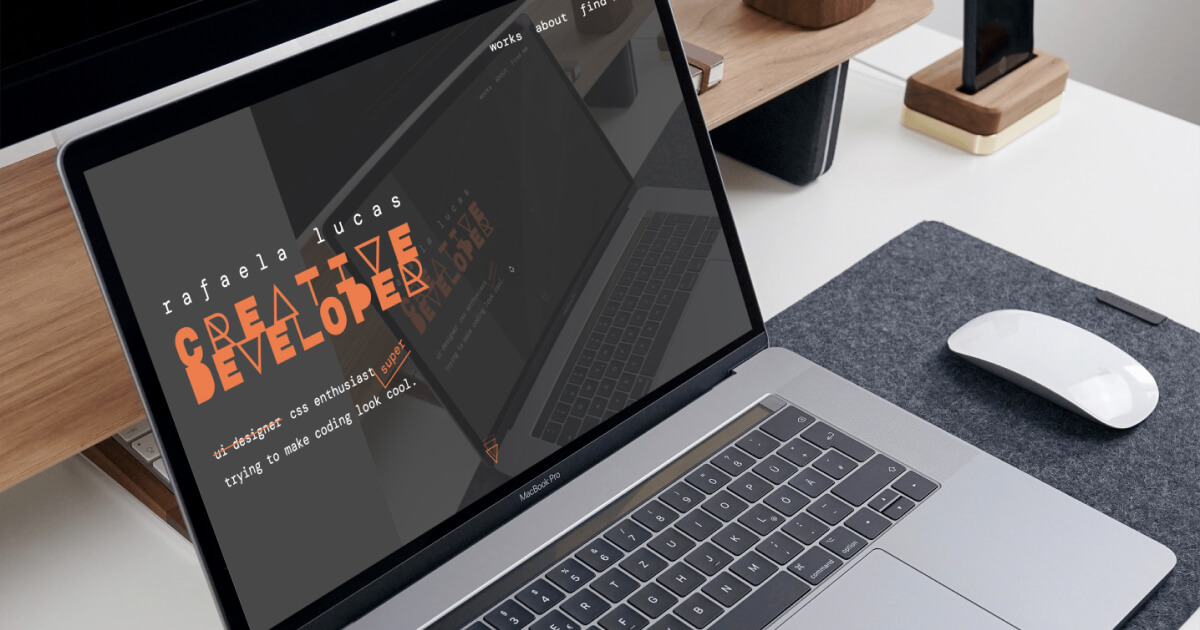 works about find
rafaela lucas
CREATIVE
DEVELOPER
super
ui designer css enthusiast
trying to make coding look cool.
MacBook Pro
command
option